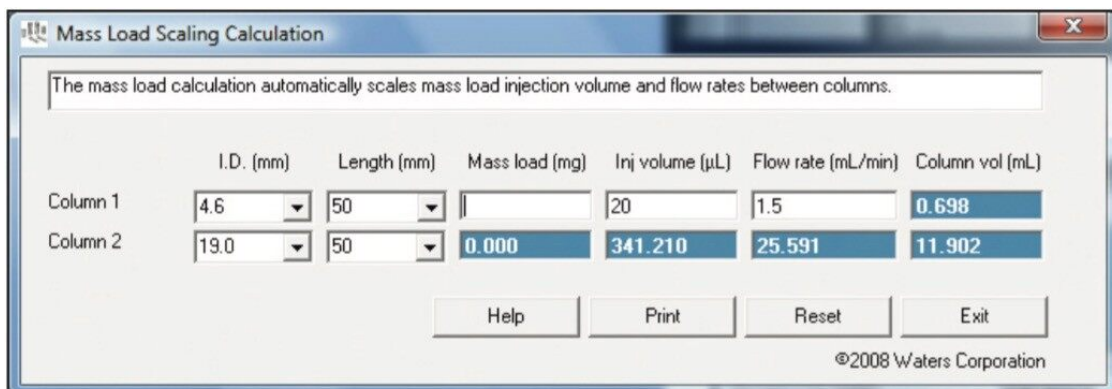 Mass Load Scaling Calculation
The mass load calculation automatically scales mass load injection volume and flow rates between columns.
I.D. (mm) Length (mm) Mass load (mg) Inj volume (µL) Flow rate (mL/min) Column vol (mL)
Column 1 4.6 50 20 1.5 0.698
Column 2 19.0 50 0.000 341.210 25.591 11.902
Help Print Reset Exit
©2008 Waters Corporation